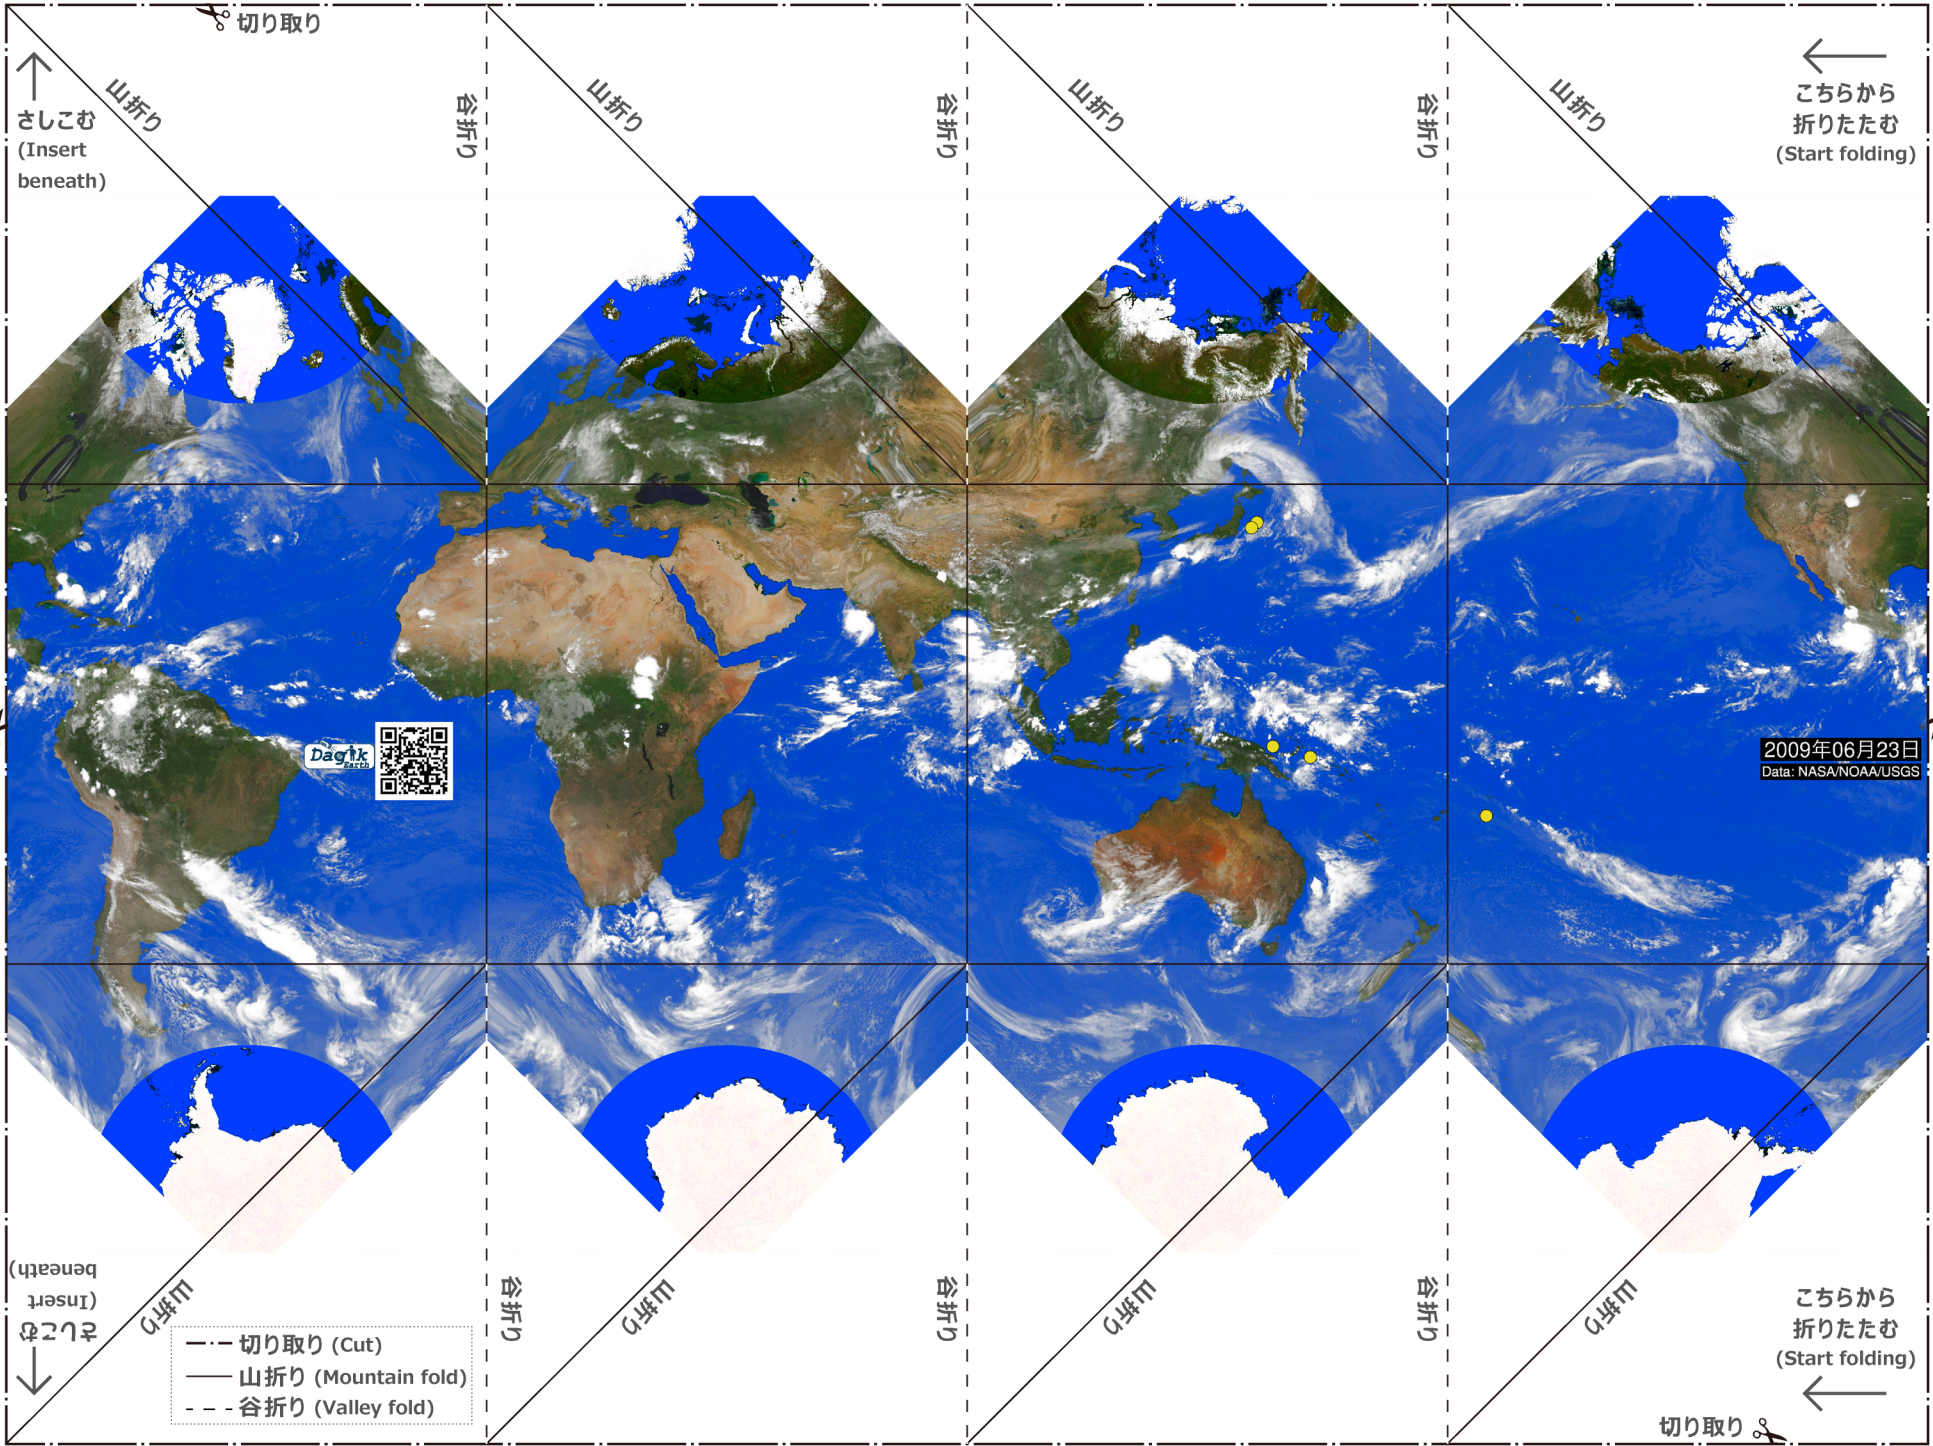 切り取り
山折り
谷折り
山折り
谷折り
山折り
谷折り
山折り
さしこむ
(Insert
beneath)
こちらから
折りたたむ
(Start folding)
Dagik
Earth
2009年06月23日
Data: NASA/NOAA/USGS
さしこむ
(Insert
beneath)
山折り
谷折り
山折り
谷折り
山折り
谷折り
山折り
こちらから
折りたたむ
(Start folding)
切り取り (Cut)
山折り (Mountain fold)
谷折り (Valley fold)
切り取り